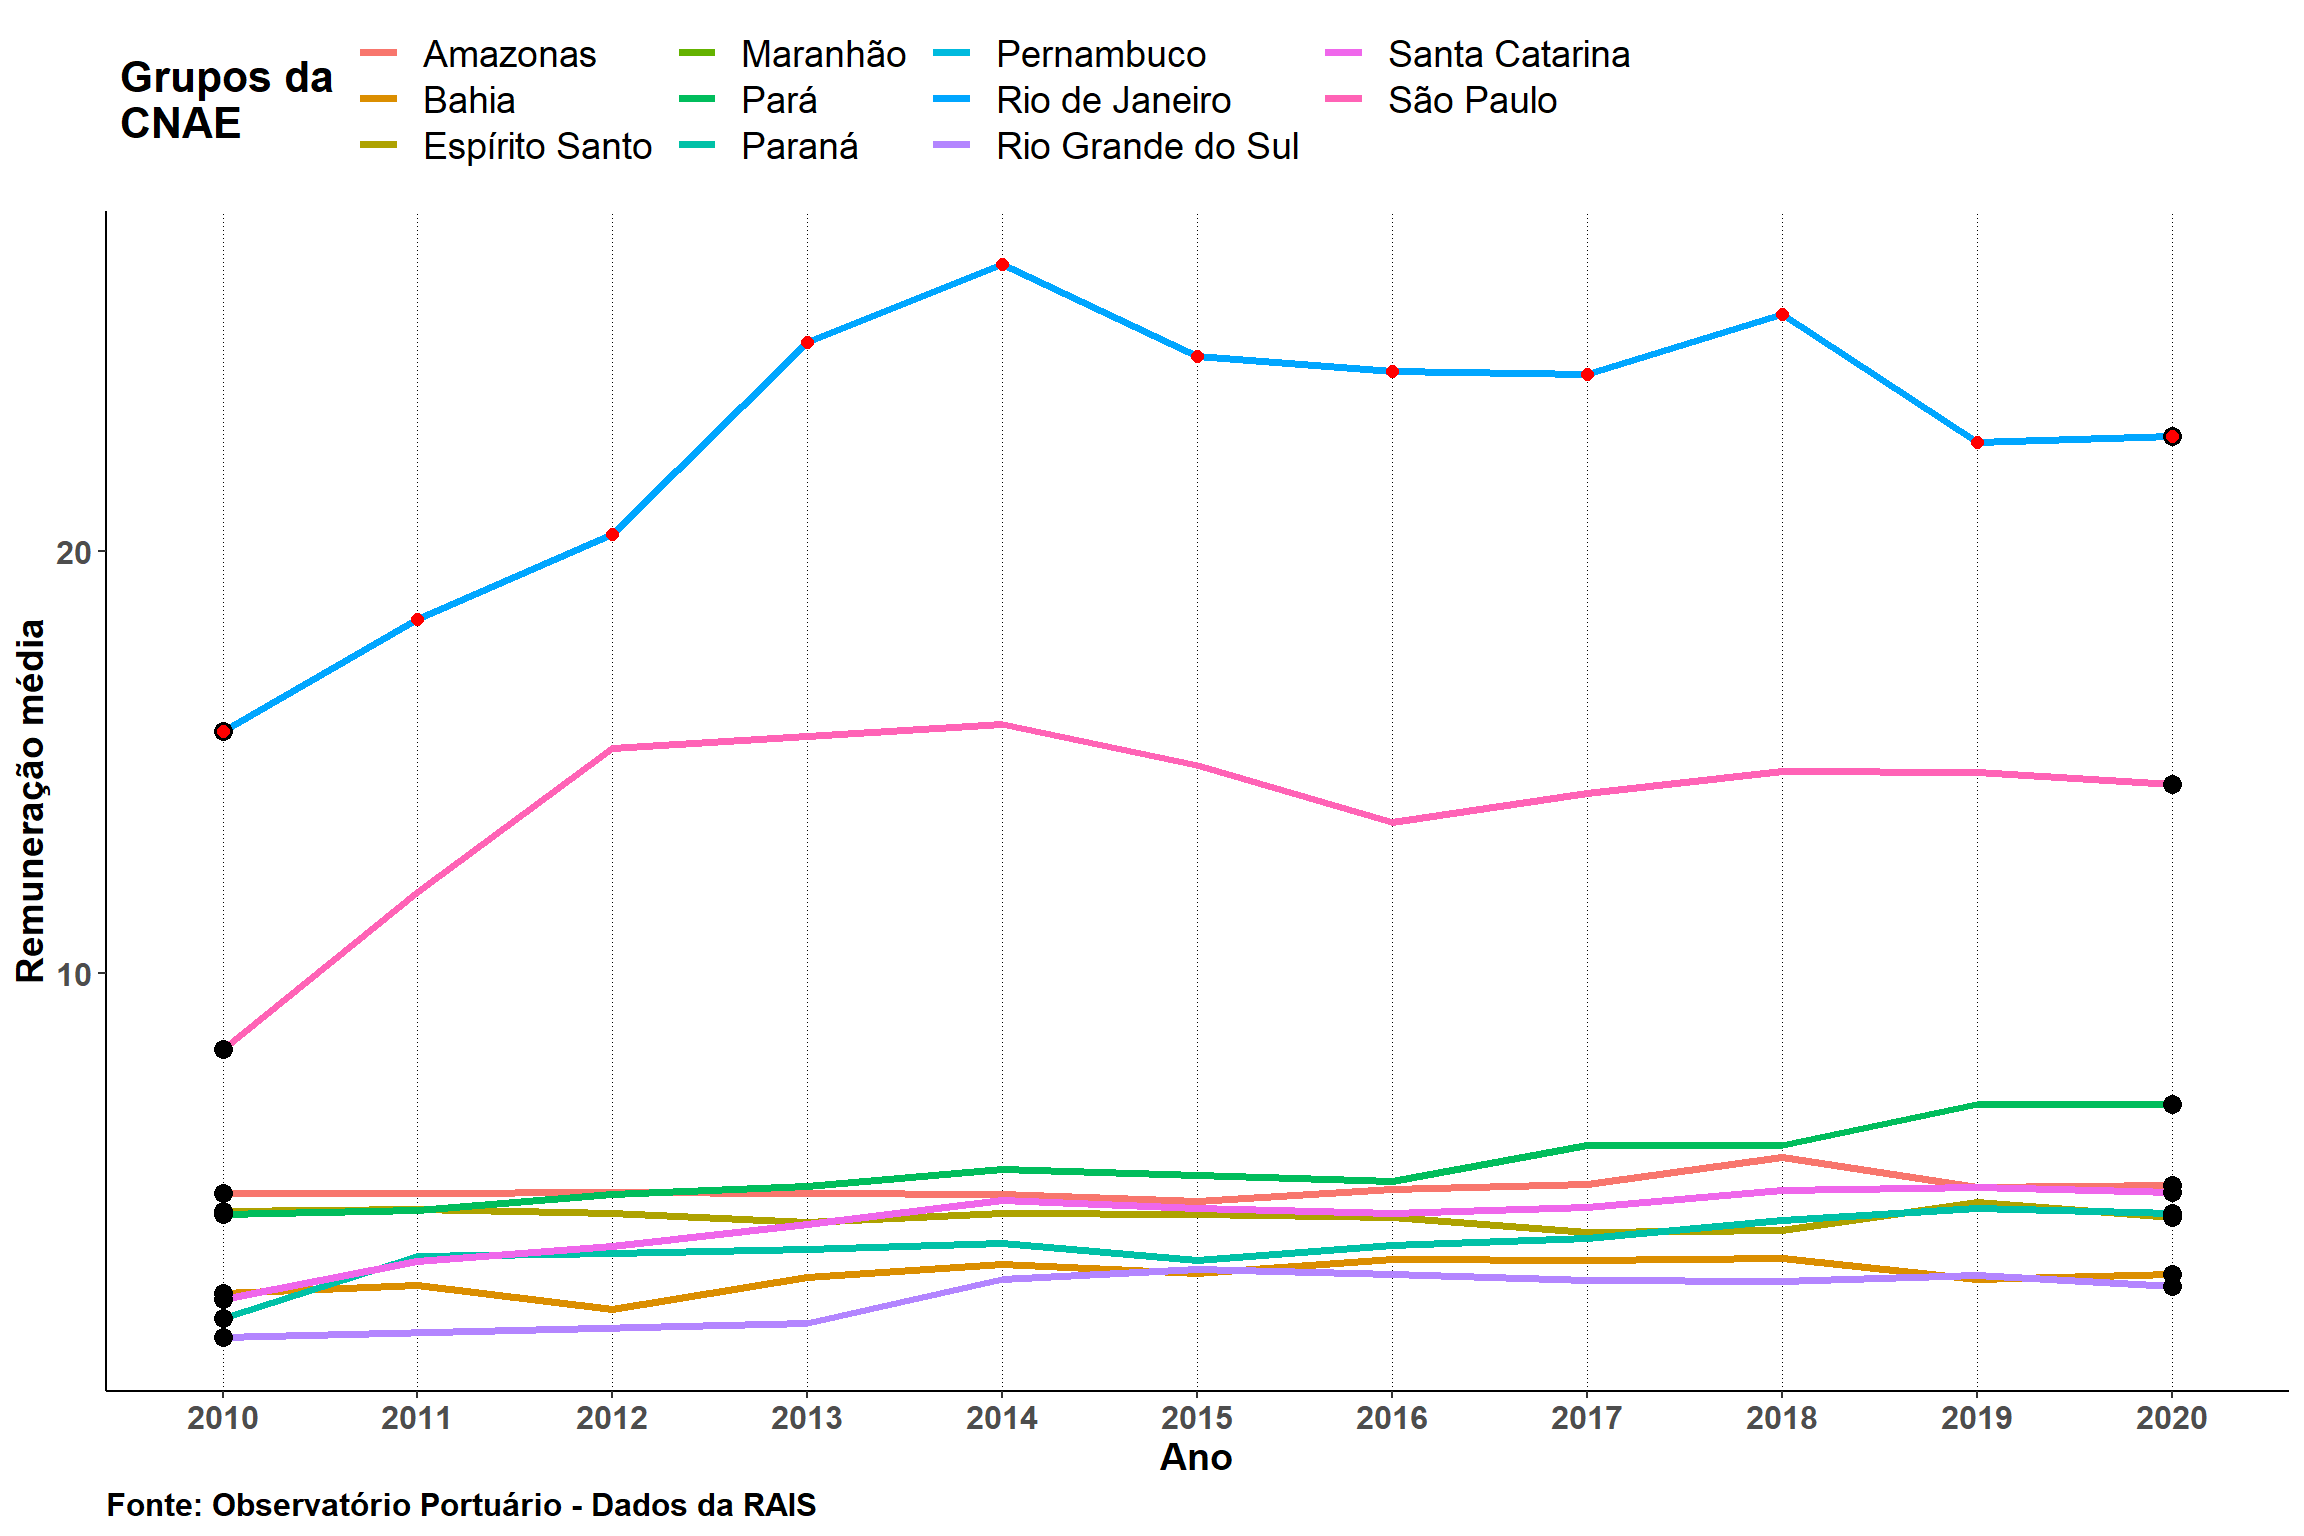 Grupos da
CNAE
Amazonas
Bahia
Espírito Santo
Maranhão
Pará
Paraná
Pernambuco
Rio de Janeiro
Rio Grande do Sul
Santa Catarina
São Paulo
Remuneração média
20
10
2010 2011 2012 2013 2014 2015 2016 2017 2018 2019 2020
Ano
Fonte: Observatório Portuário - Dados da RAIS